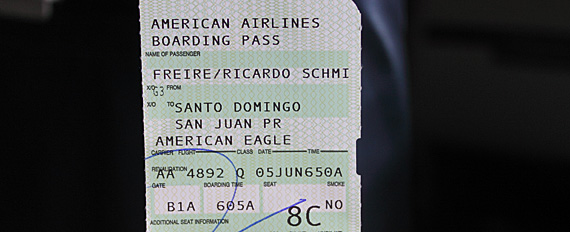 AMERICAN AIRLINES
BOARDING PASS
NAME OF PASSENGER
FREIRE/RICARDO SCHMI
X/O G3 FROM
X/O TO SANTO DOMINGO
SAN JUAN PR
AMERICAN EAGLE
CARRIER FLIGHT CLASS DATE TIME
REVALIDATION
AA 4892 Q 05JUN650A
GATE BOARDING TIME SEAT SMOKE
B1A 605A 8C NO
ADDITIONAL SEAT INFORMATION